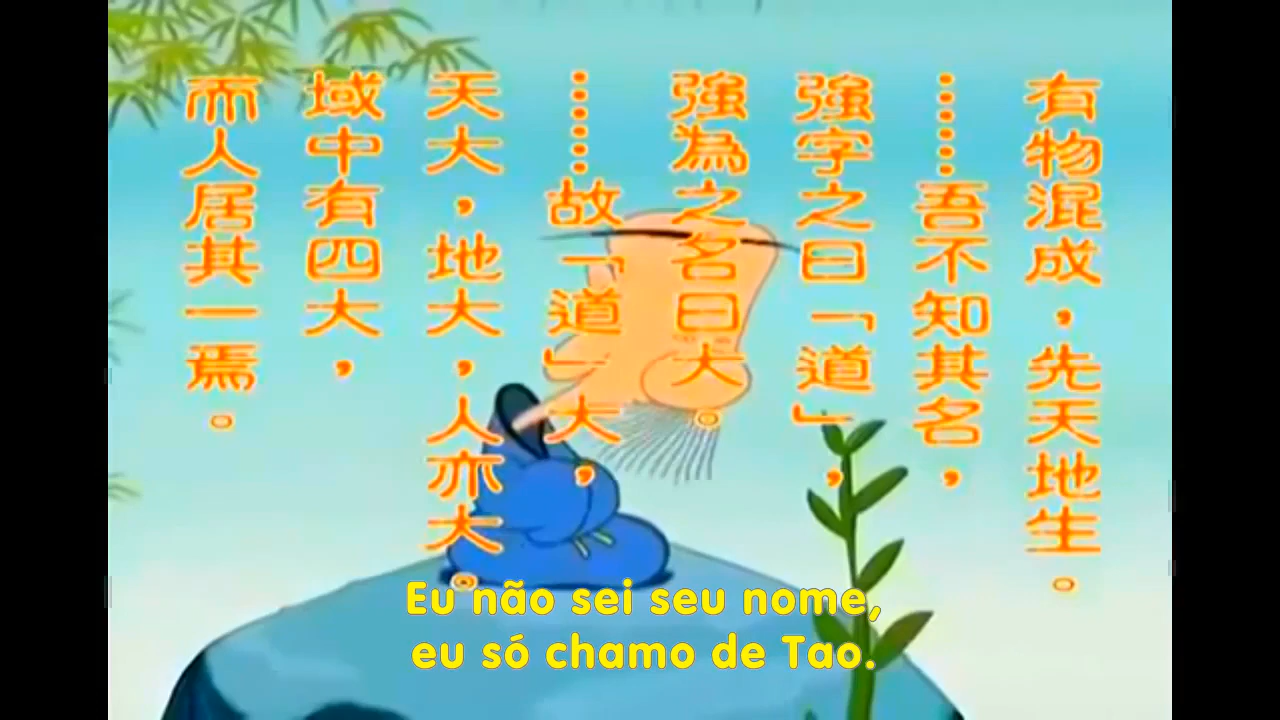 有物混成，先天地生。
……吾不知其名，
強字之曰「道」，
強為之名曰大。
……故「道」大，
天大，地大，人亦大。
域中有四大，
而人居其一焉。
Eu não sei seu nome,
eu só chamo de Tao.